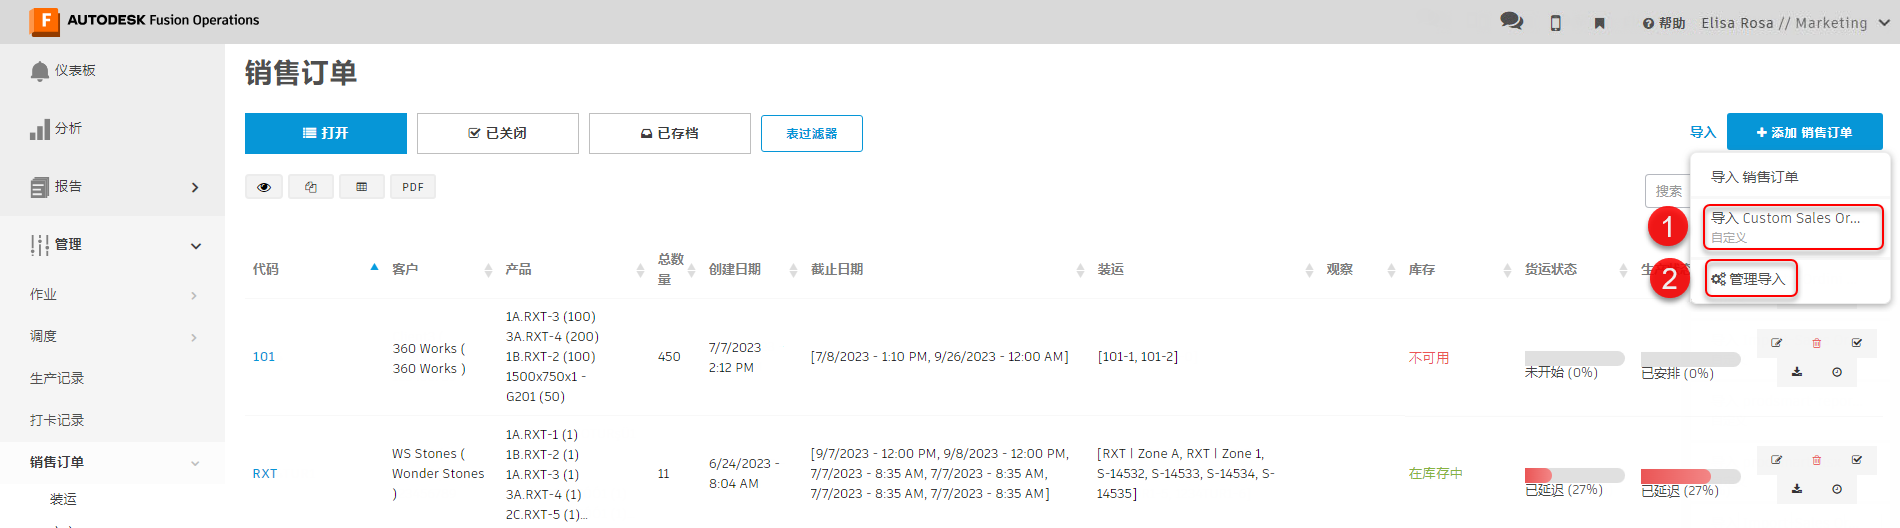 AUTODESK Fusion Operations
帮助
Elisa Rosa // Marketing
仪表板
分析
报告
管理
作业
调度
生产记录
打卡记录
销售订单
装运
销售订单
打开
已关闭
已存档
表过滤器
导入
+ 添加 销售订单
PDF
搜索
导入 销售订单
导入 Custom Sales Or...
自定义
管理导入
1
2
代码
客户
产品
总数量
创建日期
截止日期
装运
观察
库存
货运状态
101
360 Works (
360 Works )
1A.RXT-3 (100)
3A.RXT-4 (200)
1B.RXT-2 (100)
1500x750x1 -
G201 (50)
450
7/7/2023
2:12 PM
[7/8/2023 - 1:10 PM, 9/26/2023 - 12:00 AM]
[101-1, 101-2]
不可用
未开始 (0%)
已安排 (0%)
RXT
WS Stones (
Wonder Stones
)
1A.RXT-1 (1)
1B.RXT-2 (1)
1A.RXT-3 (1)
3A.RXT-4 (1)
2C.RXT-5 (1)...
11
6/24/2023 -
8:04 AM
[9/7/2023 - 12:00 PM, 9/8/2023 - 12:00 PM,
7/7/2023 - 8:35 AM, 7/7/2023 - 8:35 AM,
7/7/2023 - 8:35 AM, 7/7/2023 - 8:35 AM]
[RXT | Zone A, RXT | Zone 1,
S-14532, S-14533, S-14534, S-
14535]
在库存中
已延迟 (27%)
已延迟 (27%)